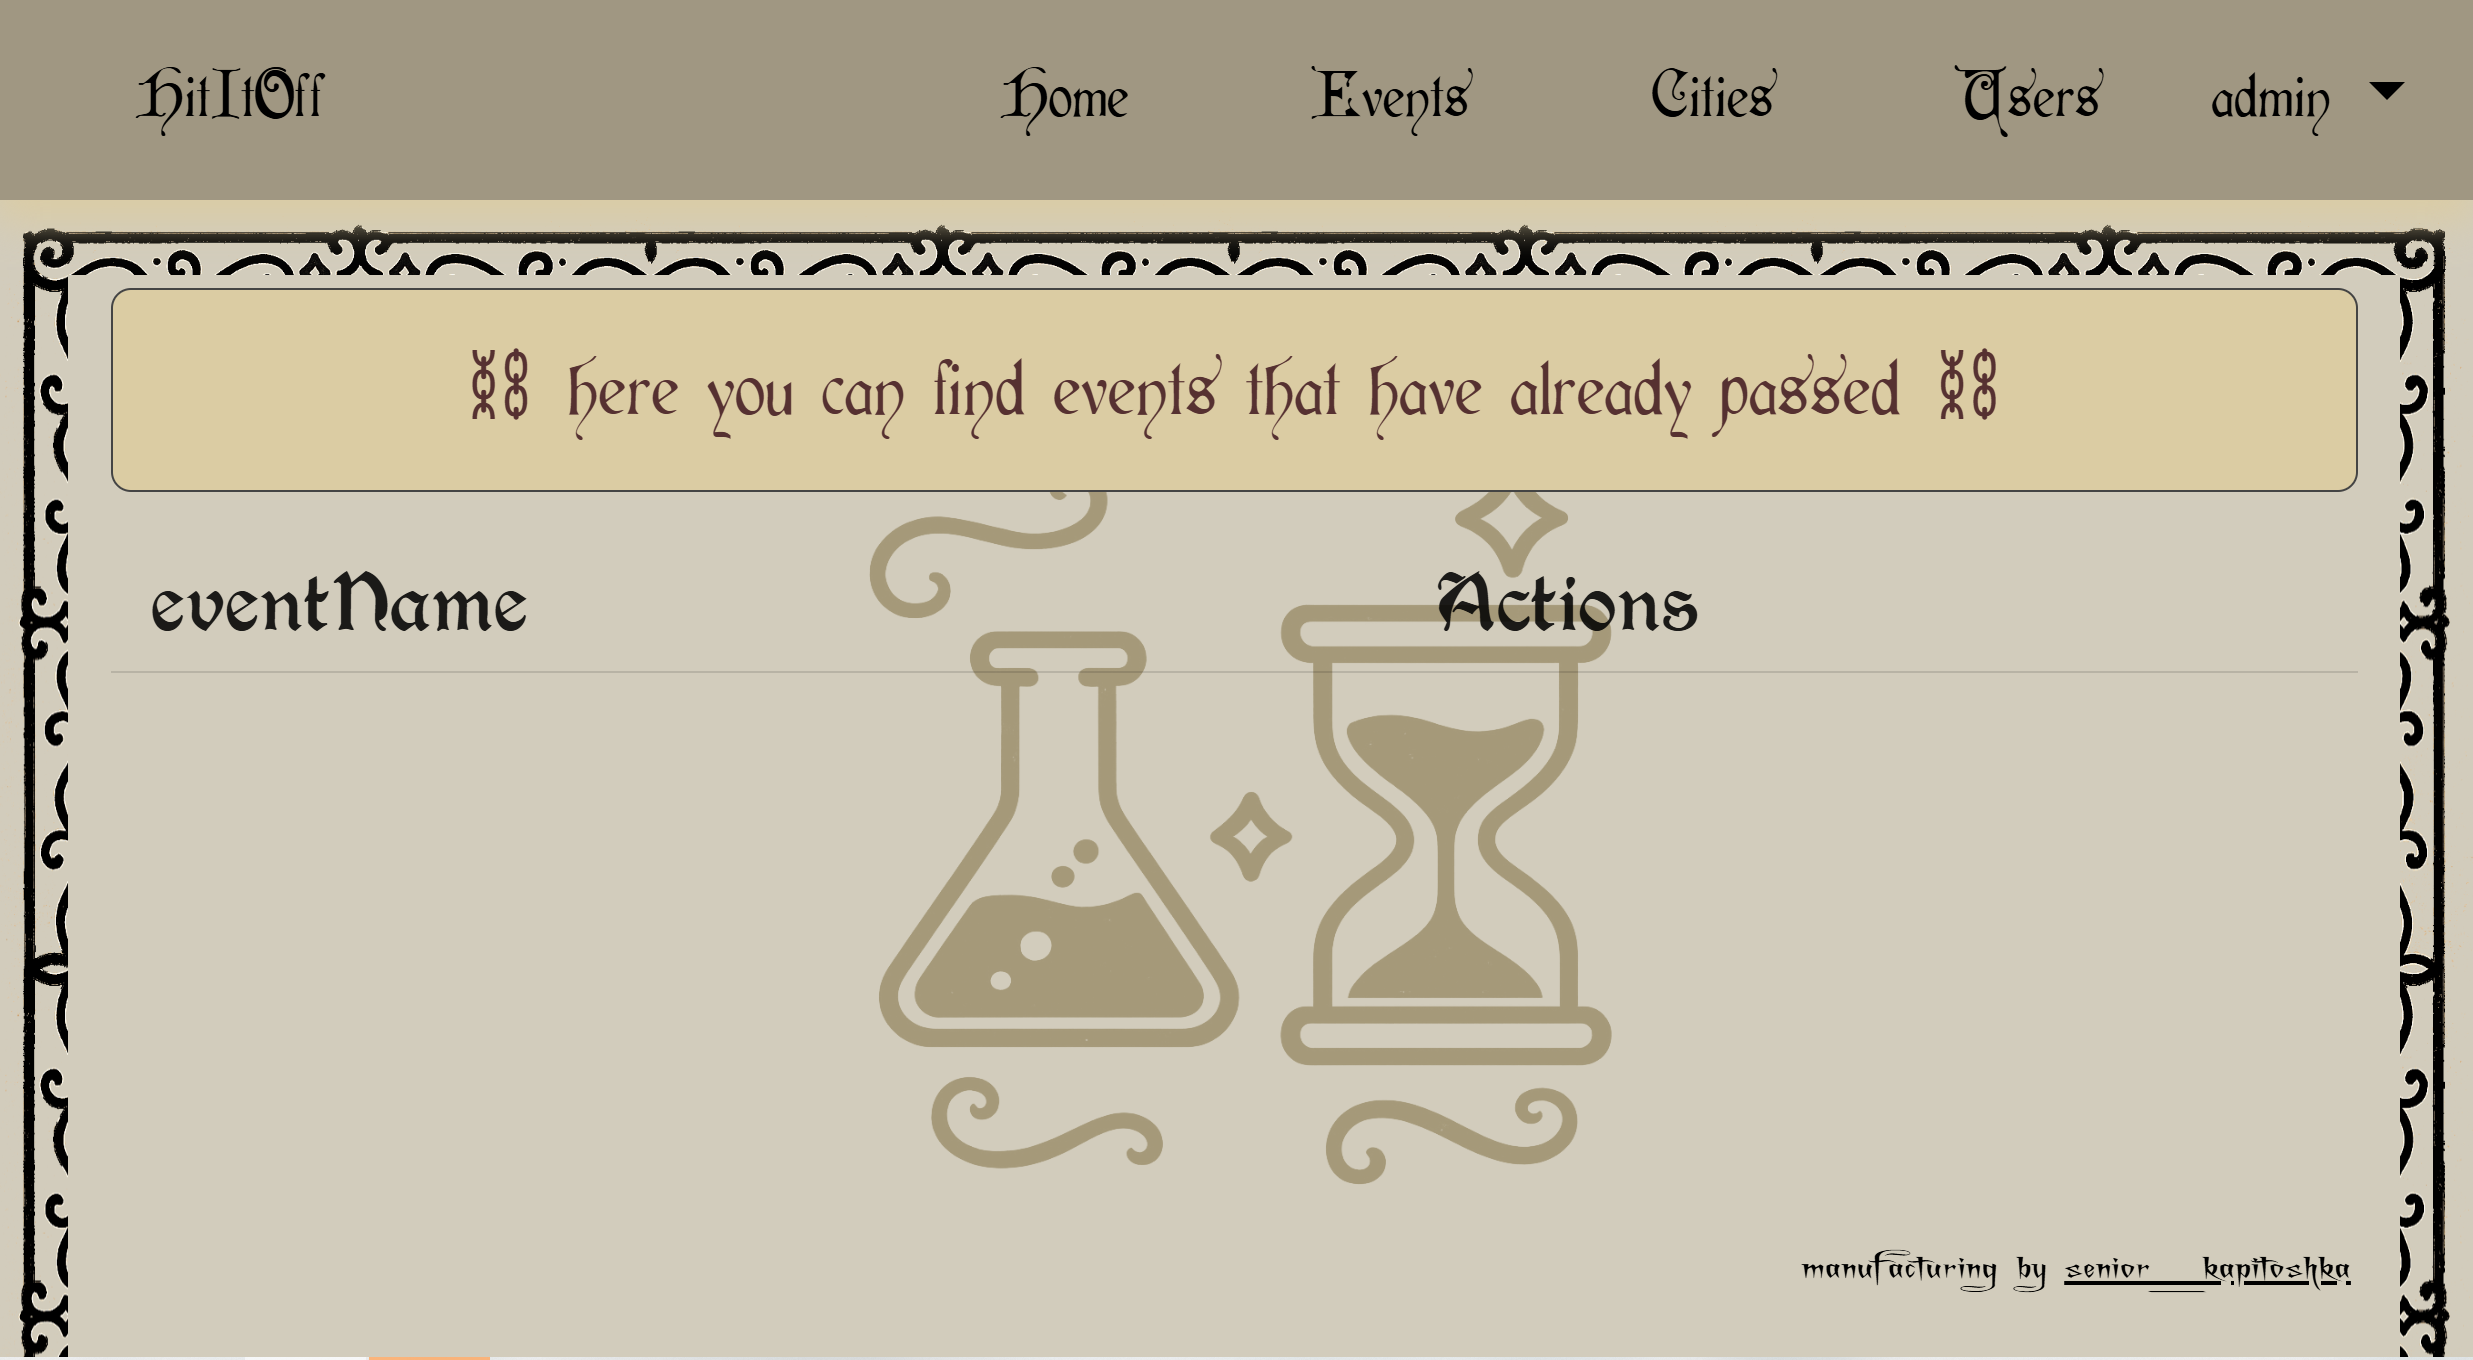 HitItOff Home Events Cities Users admin
here you can find events that have already passed
eventName Actions
manufacturing by senior__kapitoshka